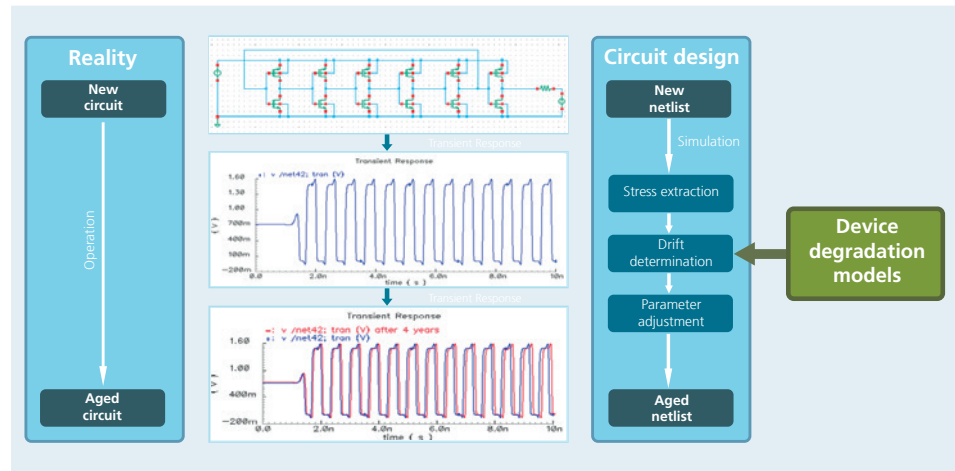 Reality
New
circuit
Operation
Aged
circuit
Transient Response
Transient Response
v /net42; tran (V)
1.60
1.30
1.00
700m
400m
100m
-200m
(V)
0.0
2.0n
4.0n
6.0n
8.0n
10n
time ( s )
Transient Response
Transient Response
v /net42; tran (V) after 4 years
v /net42; tran (V)
1.60
1.00
400m
-200m
(V)
0.0
2.0n
4.0n
6.0n
8.0n
10n
time ( s )
Circuit design
New
netlist
Simulation
Stress extraction
Drift
determination
Parameter
adjustment
Aged
netlist
Device
degradation
models